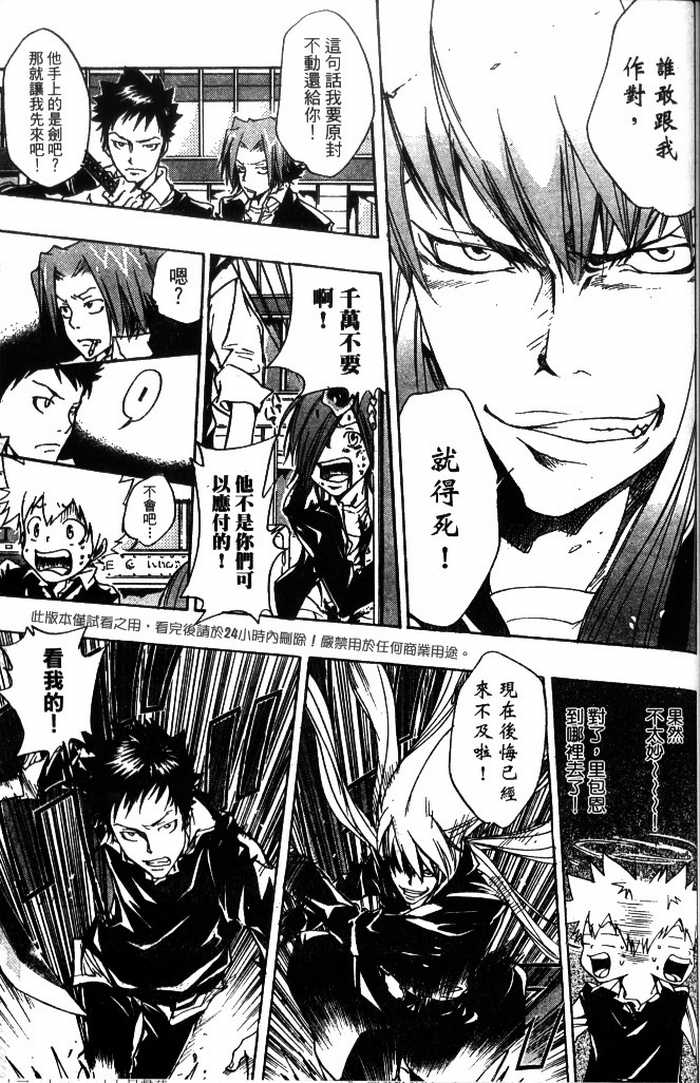 誰敢跟我
作對，
就得死！
這句話我要原封
不動還給你！
他手上的是劍吧？
那就讓我先來吧！
千萬不要
啊！
他不是你們可
以應付的！
嗯？
！
不會吧…
此版本僅試看之用，看完後請於24小時內刪除！嚴禁用於任何商業用途。
果然
不太妙～～～！
對了，里包恩
到哪裡去了！
現在後悔已經
來不及啦！
看我的！